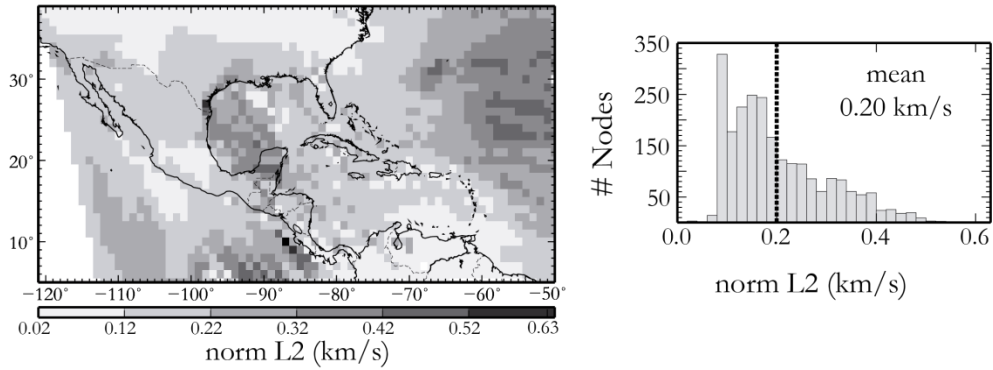 30°
20°
10°
−120° −110° −100° −90° −80° −70° −60° −50°
0.02 0.12 0.22 0.32 0.42 0.52 0.63
norm L2 (km/s)
350
250
150
50
# Nodes
mean
0.20 km/s
0.0 0.2 0.4 0.6
norm L2 (km/s)